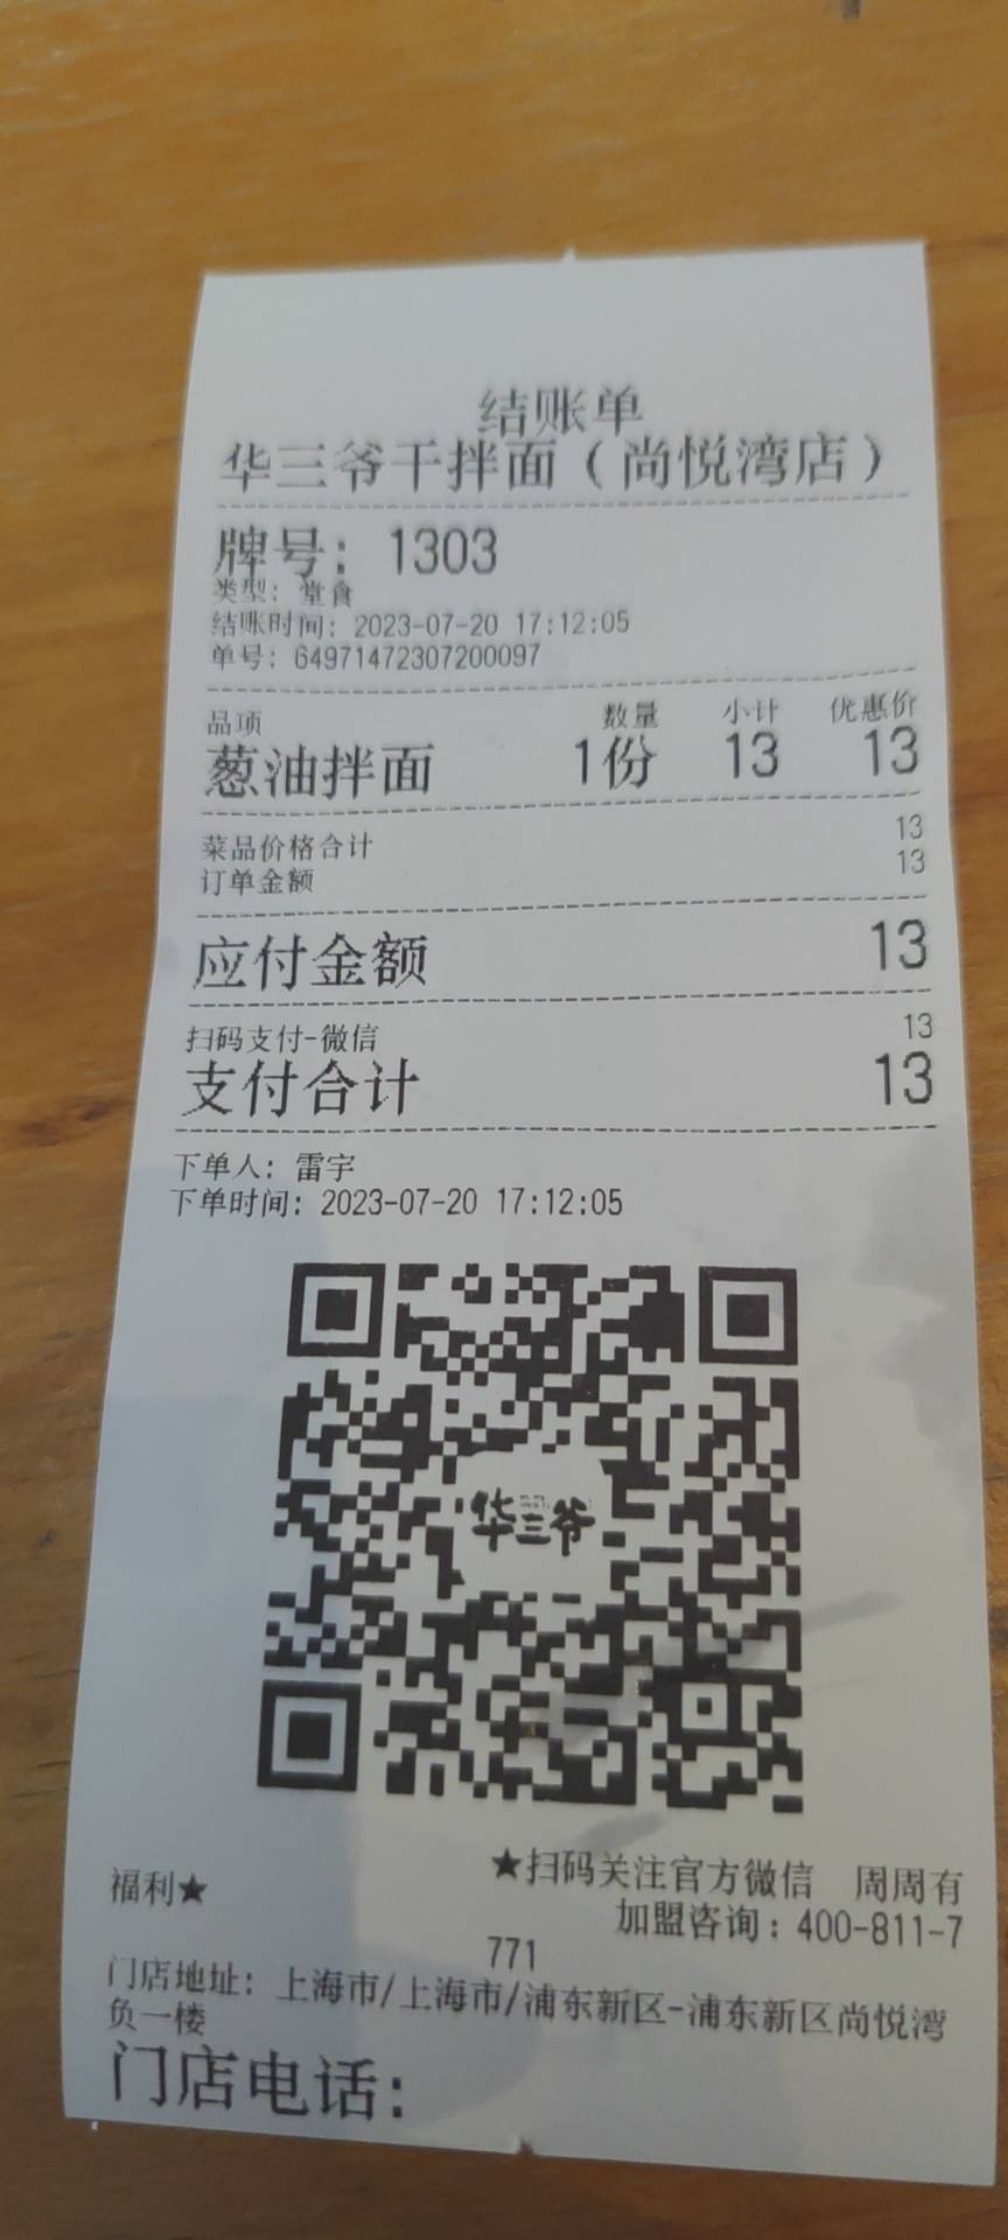 结账单
华三爷干拌面（尚悦湾店）
牌号：1303
类型：堂食
结账时间：2023-07-20 17:12:05
单号：64971472307200097
品项 数量 小计 优惠价
葱油拌面 1份 13 13
菜品价格合计 13
订单金额 13
应付金额 13
扫码支付-微信 13
支付合计 13
下单人：雷宇
下单时间：2023-07-20 17:12:05
华三爷
★扫码关注官方微信 周周有
福利★
加盟咨询：400-811-7
771
门店地址：上海市/上海市/浦东新区-浦东新区尚悦湾
负一楼
门店电话：